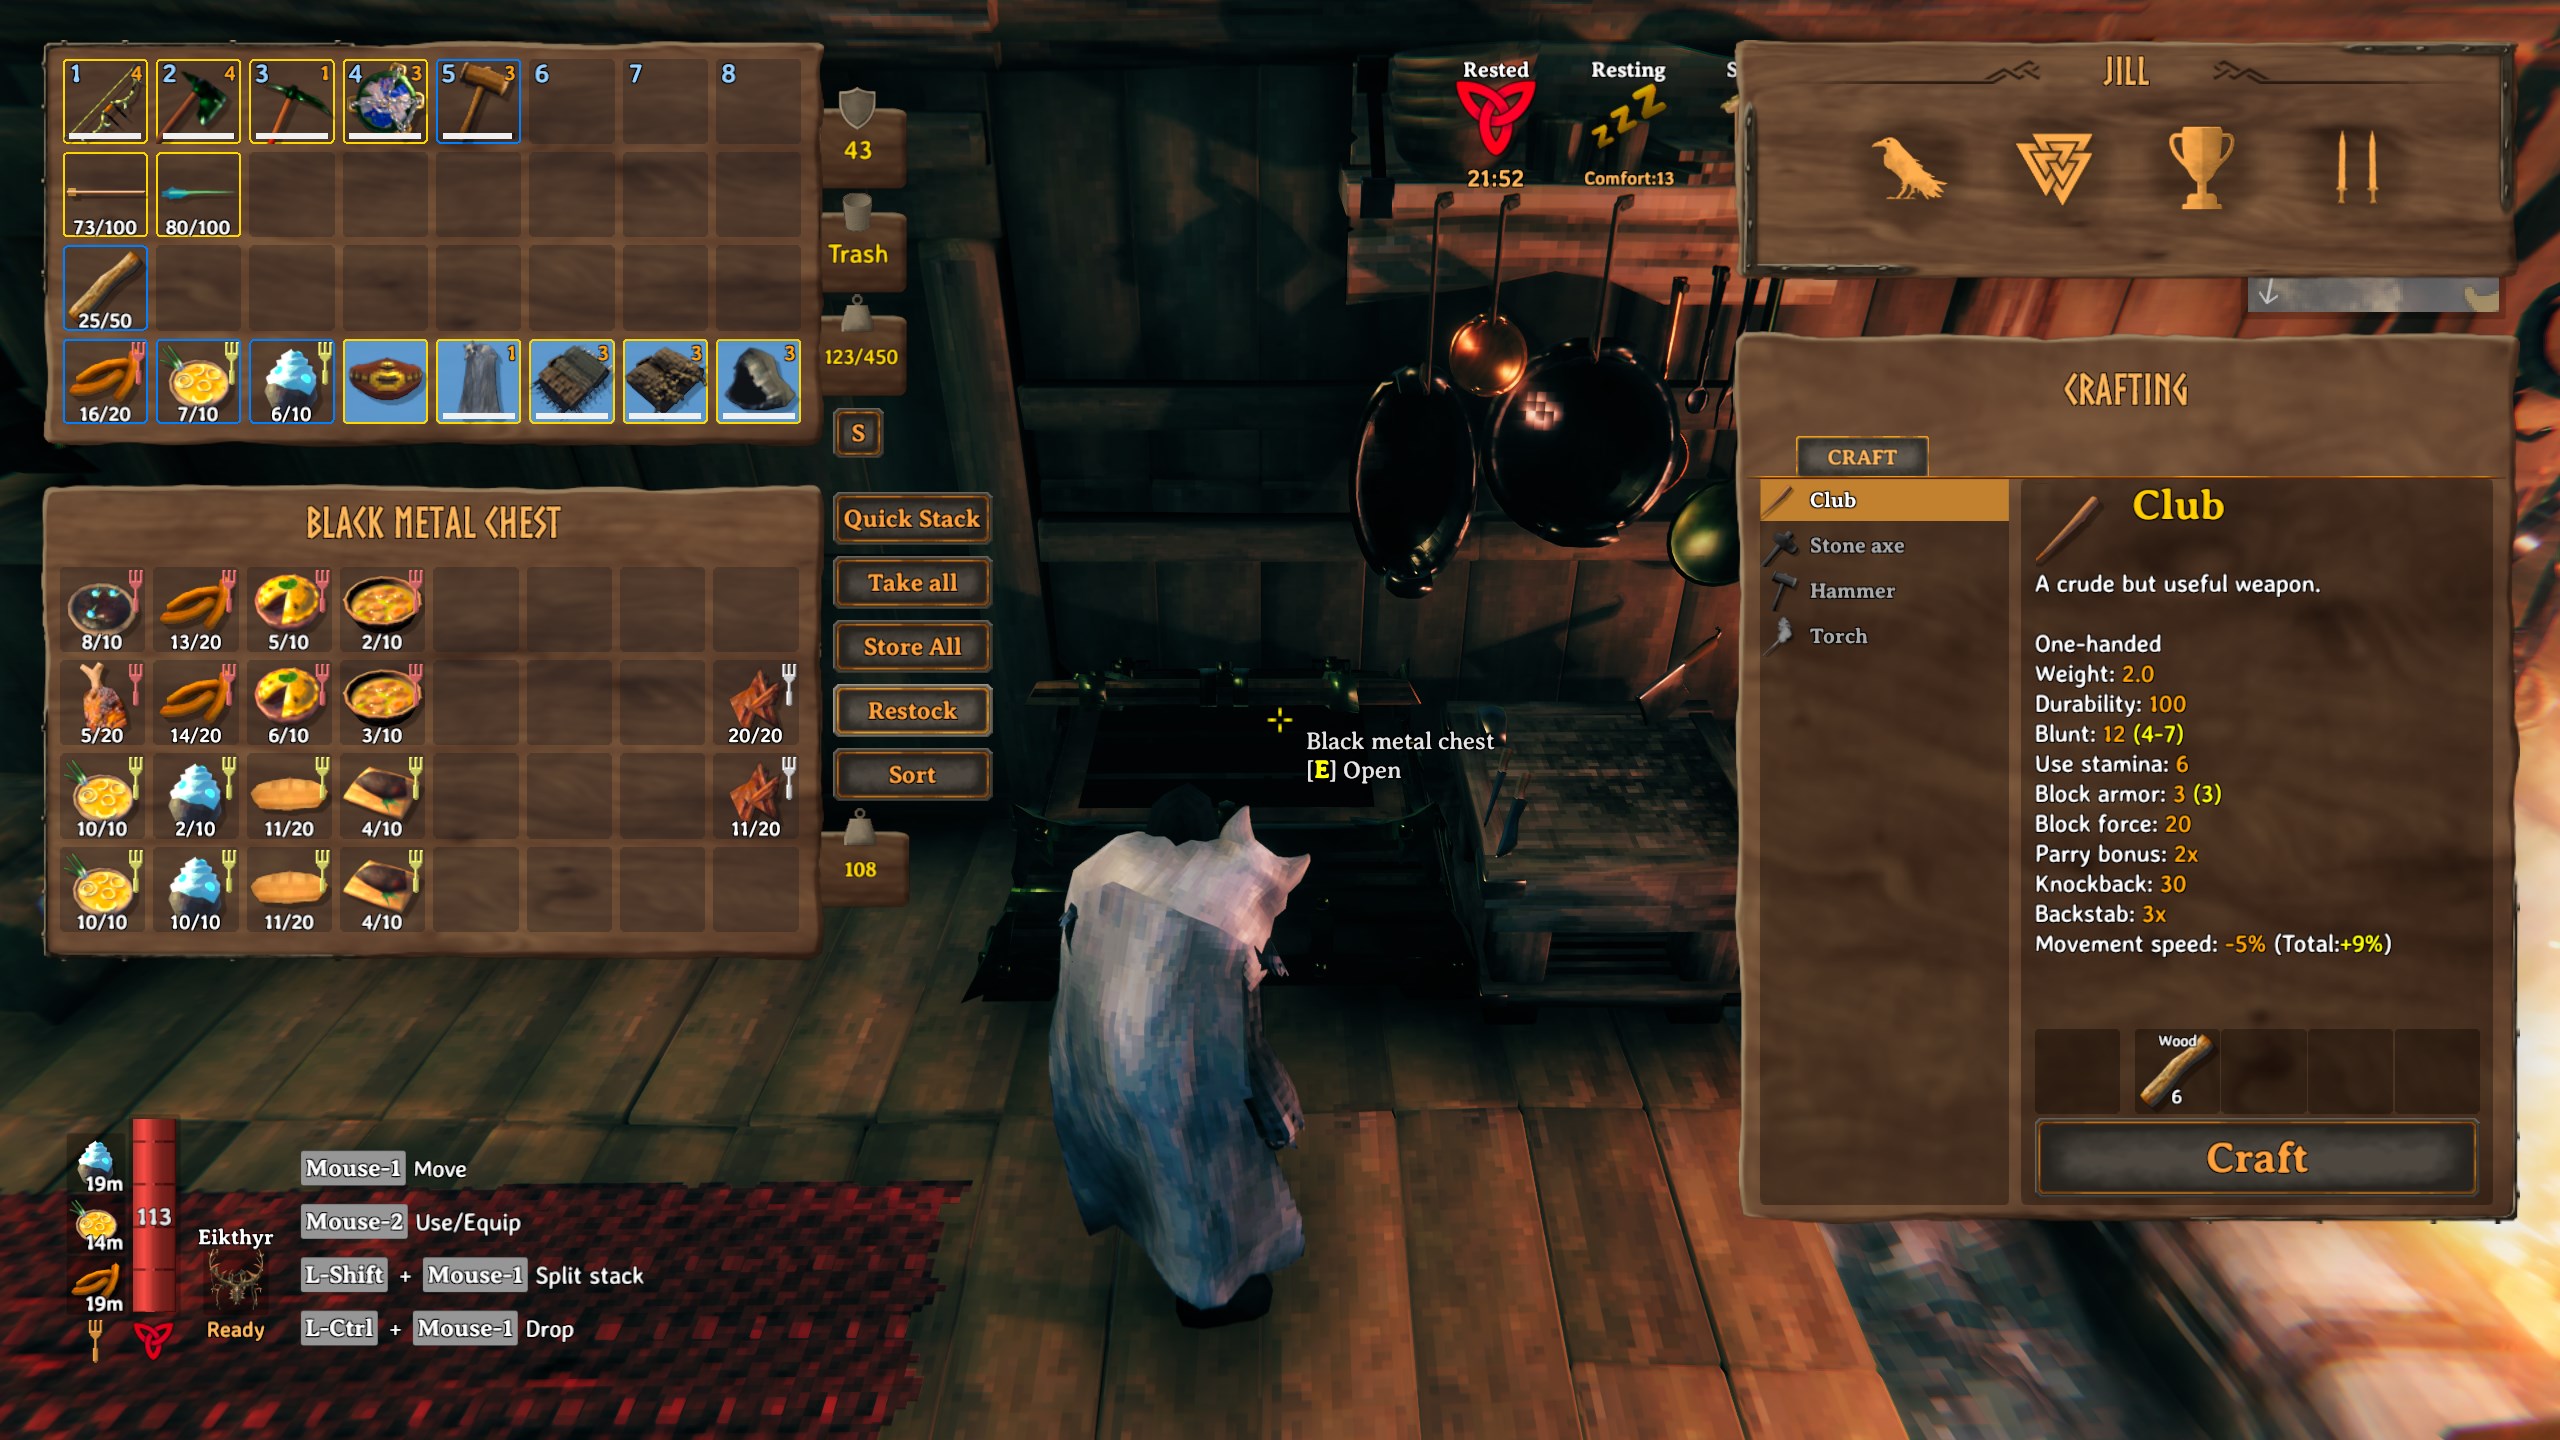 1 4 2 4 3 1 4 3 5 3 6 7 8
73/100 80/100
25/50
1 3 3 3
16/20 7/10 6/10
43
Trash
123/450
S
BLACK METAL CHEST
8/10 13/20 5/10 2/10
5/20 14/20 6/10 3/10 20/20
10/10 2/10 11/20 4/10 11/20
10/10 10/10 11/20 4/10
Quick Stack
Take all
Store All
Restock
Sort
108
Rested
21:52
Resting
zzz
Comfort:13
S
Black metal chest
[E] Open
JILL
CRAFTING
CRAFT
Club
Stone axe
Hammer
Torch
Club
A crude but useful weapon.
One-handed
Weight: 2.0
Durability: 100
Blunt: 12 (4-7)
Use stamina: 6
Block armor: 3 (3)
Block force: 20
Parry bonus: 2x
Knockback: 30
Backstab: 3x
Movement speed: -5% (Total:+9%)
Wood
6
Craft
19m
14m
19m
113
Eikthyr
Ready
Mouse-1 Move
Mouse-2 Use/Equip
L-Shift + Mouse-1 Split stack
L-Ctrl + Mouse-1 Drop